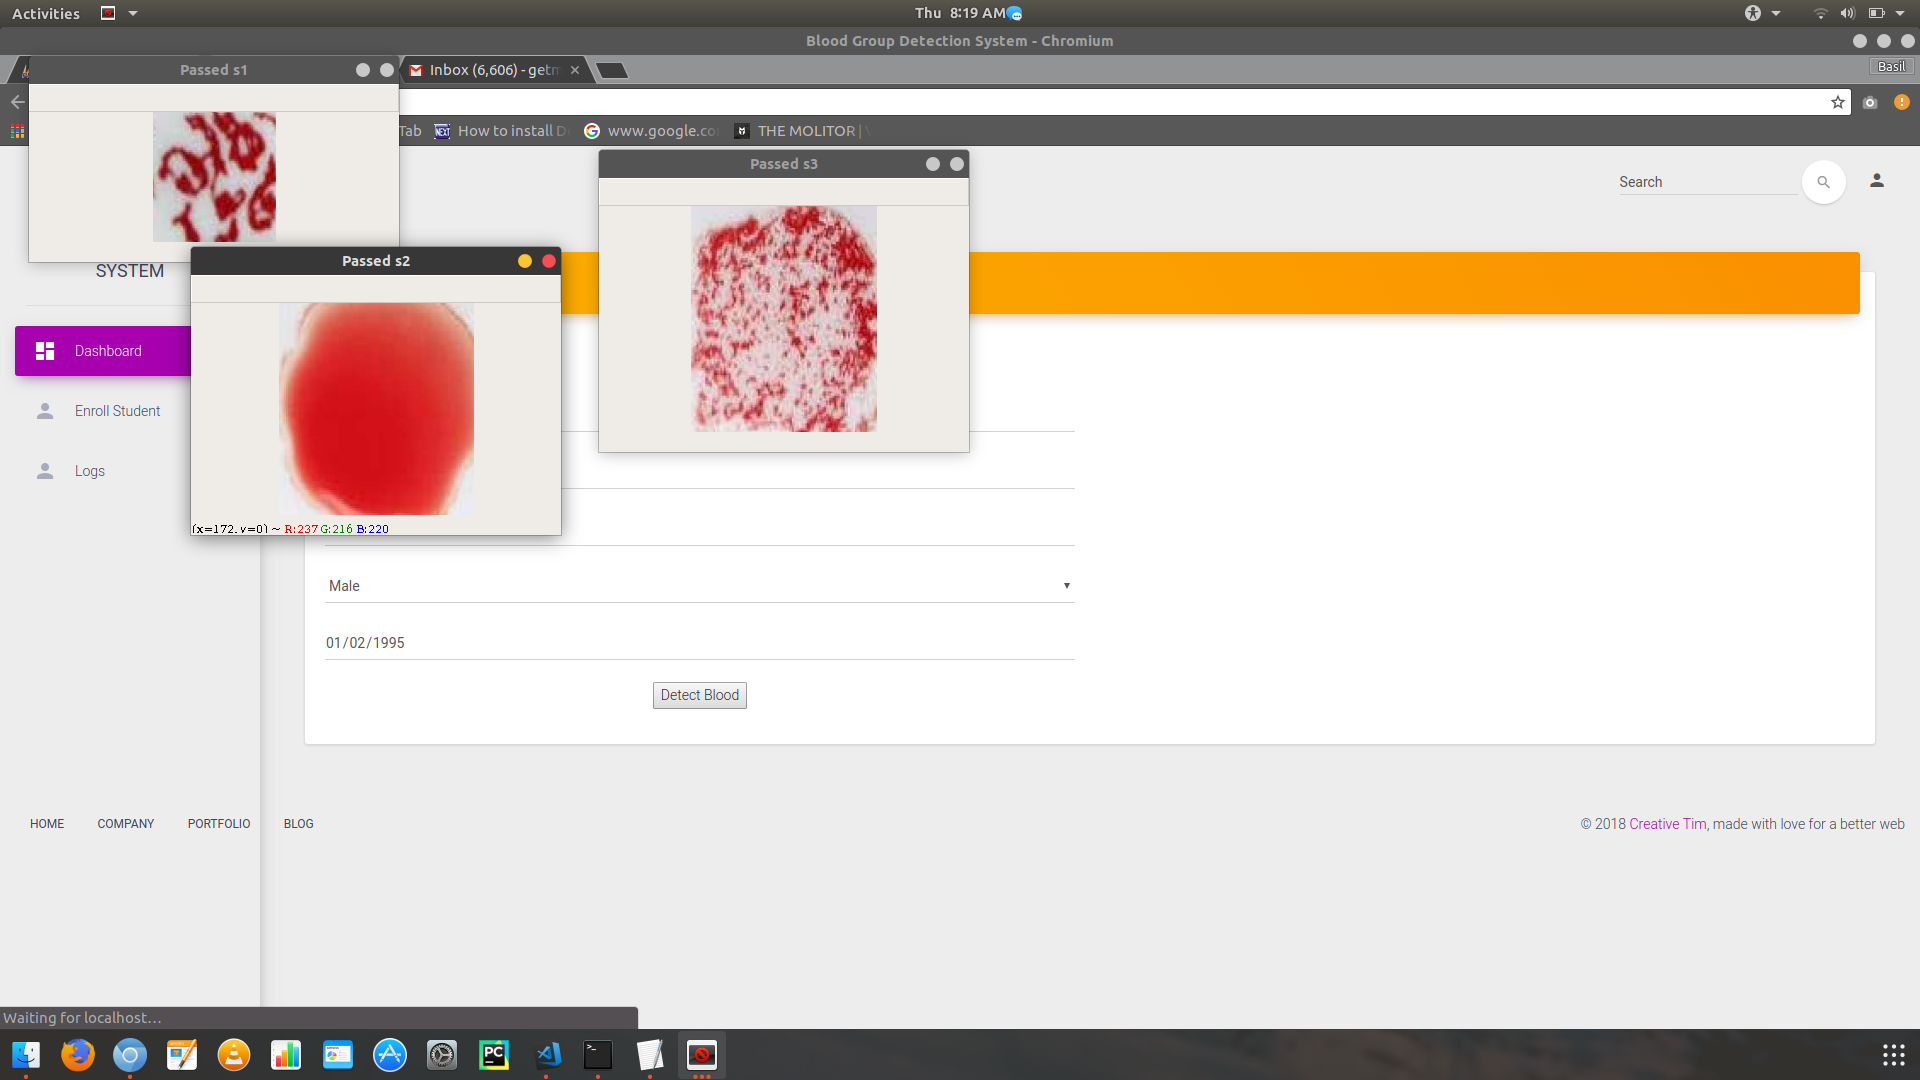 Activities
Thu 8:19 AM
Blood Group Detection System - Chromium
Passed s1
Inbox (6,606) - getm
Basil
Tab
How to install D
www.google.co
THE MOLITOR |
Passed s3
Search
Passed s2
SYSTEM
Dashboard
Enroll Student
Logs
(x=172, y=0) ~ R:237 G:216 B:220
Male
01/02/1995
Detect Blood
HOME
COMPANY
PORTFOLIO
BLOG
© 2018 Creative Tim, made with love for a better web
Waiting for localhost...
PC